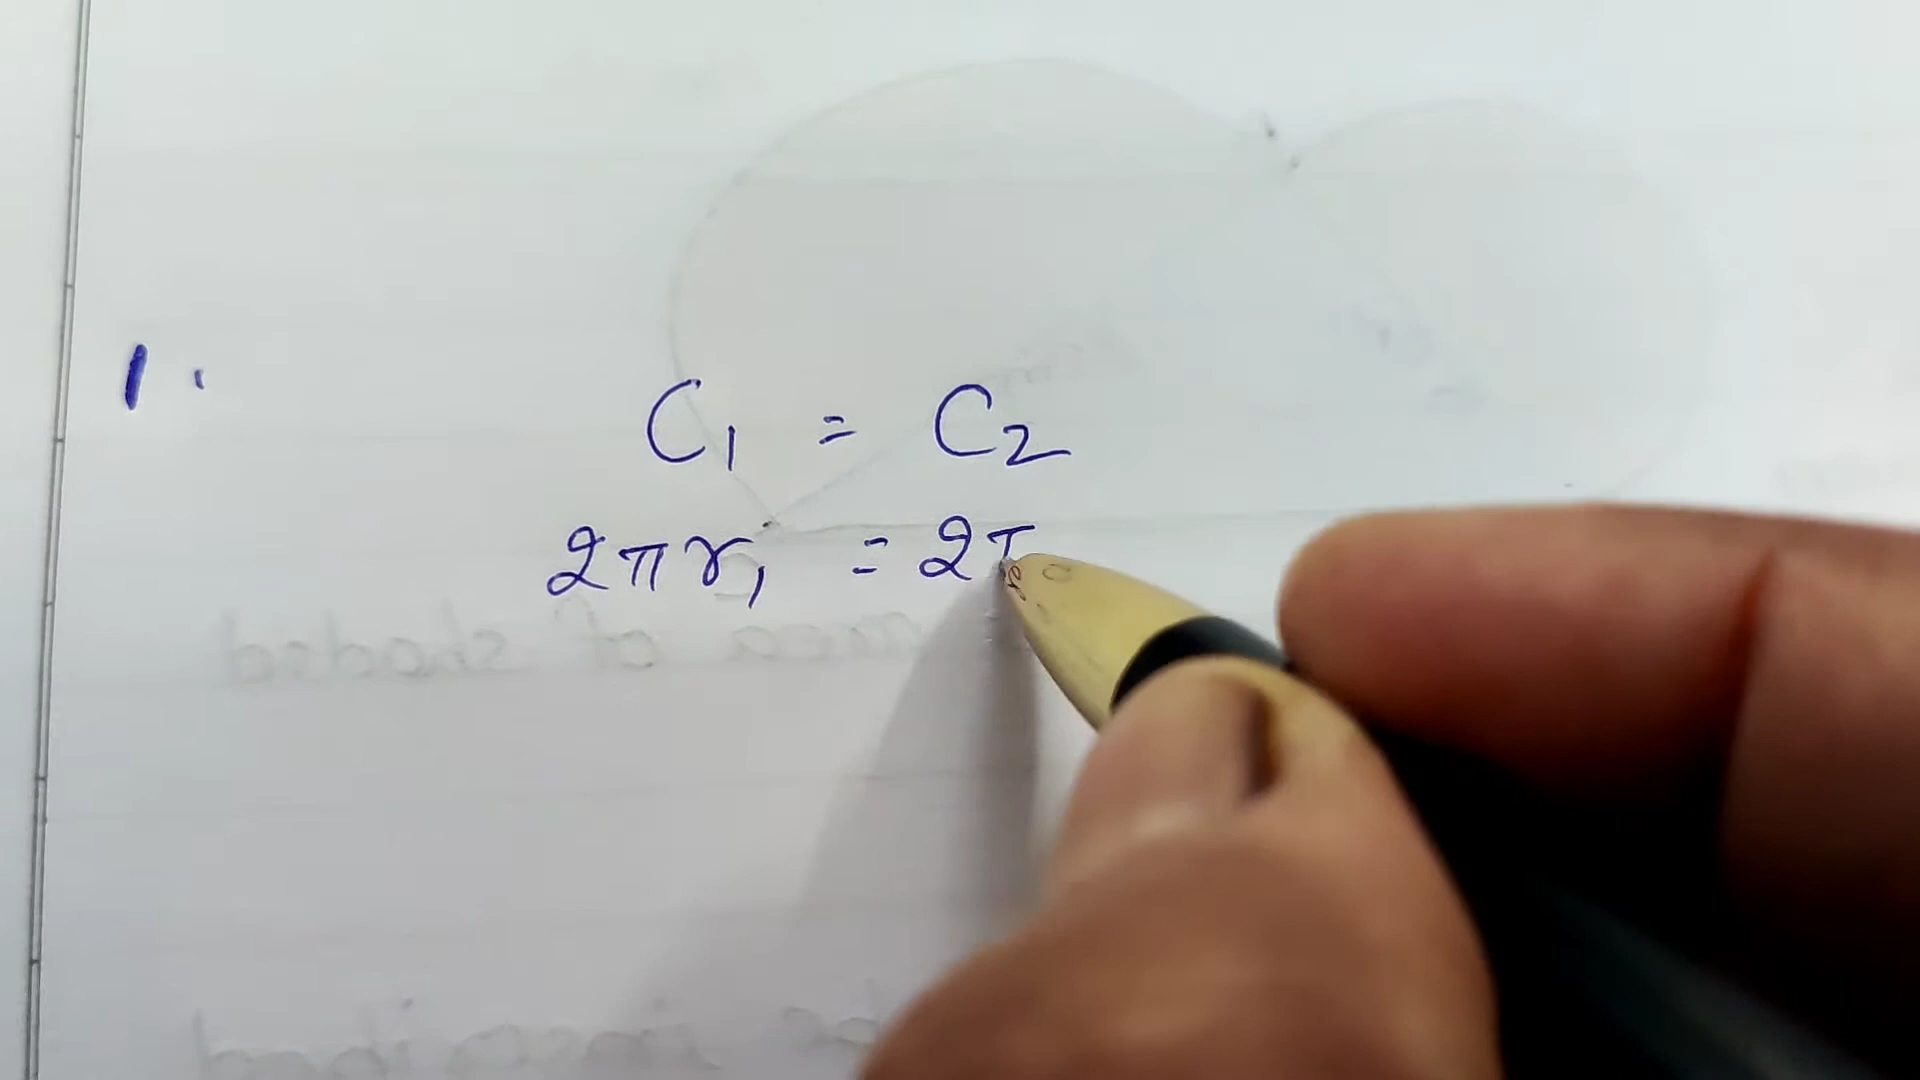 1.
C₁ = C₂
2πr₁ = 2π